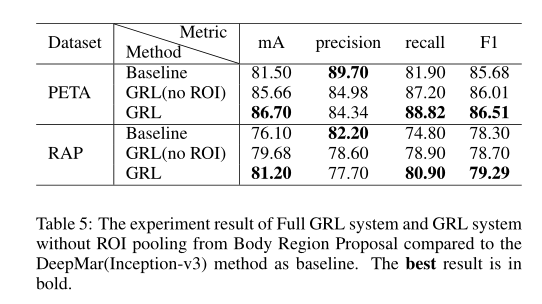 Dataset Metric Method mA precision recall F1
PETA Baseline 81.50 89.70 81.90 85.68
GRL(no ROI) 85.66 84.98 87.20 86.01
GRL 86.70 84.34 88.82 86.51
RAP Baseline 76.10 82.20 74.80 78.30
GRL(no ROI) 79.68 78.60 78.90 78.70
GRL 81.20 77.70 80.90 79.29
Table 5: The experiment result of Full GRL system and GRL system
without ROI pooling from Body Region Proposal compared to the
DeepMar(Inception-v3) method as baseline. The best result is in
bold.